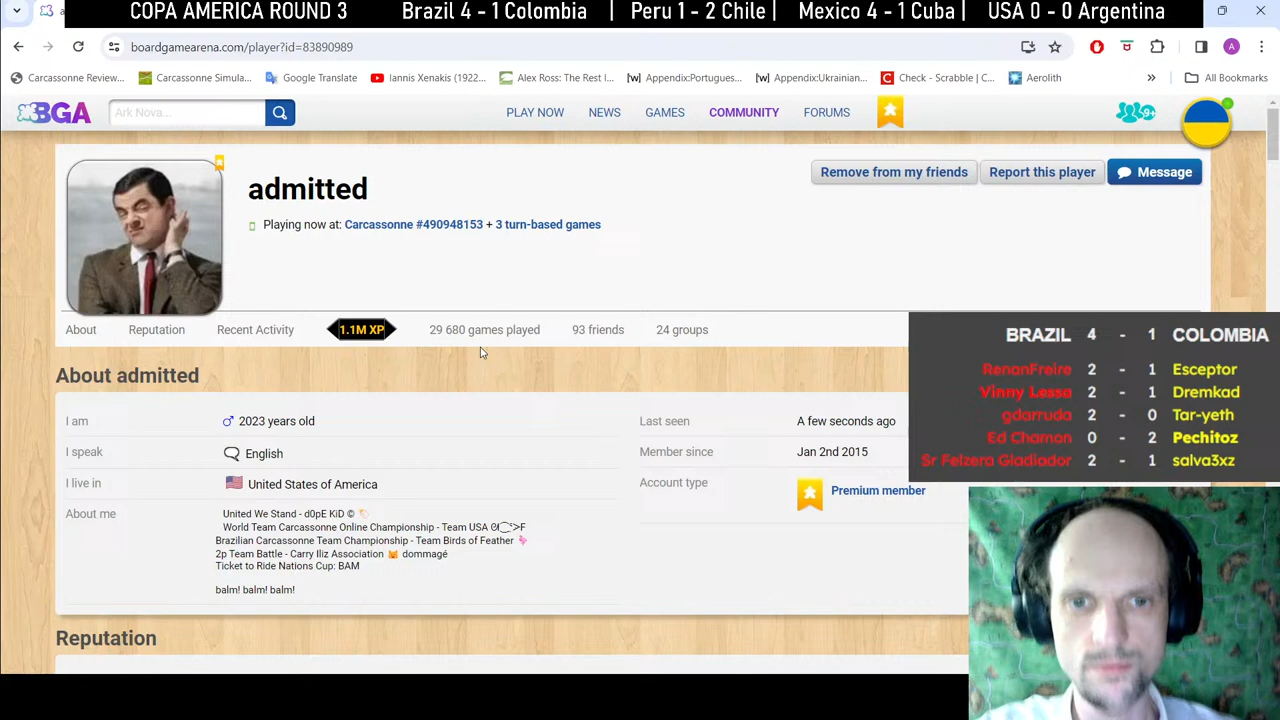 COPA AMERICA ROUND 3 Brazil 4 - 1 Colombia | Peru 1 - 2 Chile | Mexico 4 - 1 Cuba | USA 0 - 0 Argentina
boardgamearena.com/player?id=83890989
A
Carcassonne Review...
Carcassonne Simula...
Google Translate
Iannis Xenakis (1922...
Alex Ross: The Rest I...
[w] Appendix:Portugues...
[w] Appendix:Ukrainian...
Check - Scrabble | C...
Aerolith
»
All Bookmarks
BGA
Ark Nova...
PLAY NOW
NEWS
GAMES
COMMUNITY
FORUMS
9+
admitted
Remove from my friends
Report this player
Message
Playing now at: Carcassonne #490948153 + 3 turn-based games
About
Reputation
Recent Activity
1.1M XP
29 680 games played
93 friends
24 groups
BRAZIL 4 - 1 COLOMBIA
RenanFreire 2 - 1 Esceptor
Vinny Lessa 2 - 1 Dremkad
gdarruda 2 - 0 Tar-yeth
Ed Chamon 0 - 2 Pechitoz
Sr Felzera Gladiador 2 - 1 salva3xz
About admitted
I am ♂ 2023 years old
I speak English
I live in United States of America
About me
United We Stand - d0pE KiD ©
World Team Carcassonne Online Championship - Team USA
Brazilian Carcassonne Team Championship - Team Birds of Feather
2p Team Battle - Carry Iliz Association dommagé
Ticket to Ride Nations Cup: BAM
balm! balm! balm!
Last seen A few seconds ago
Member since Jan 2nd 2015
Account type Premium member
Reputation